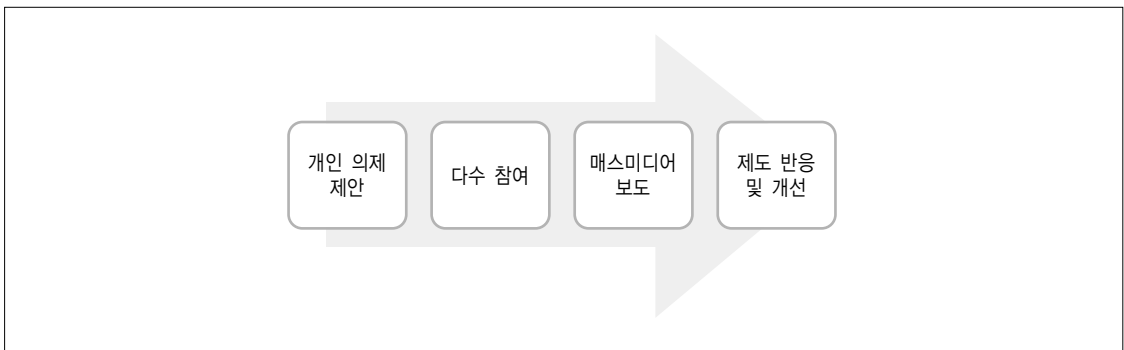 개인 의제
제안
다수 참여
매스미디어
보도
제도 반응
및 개선